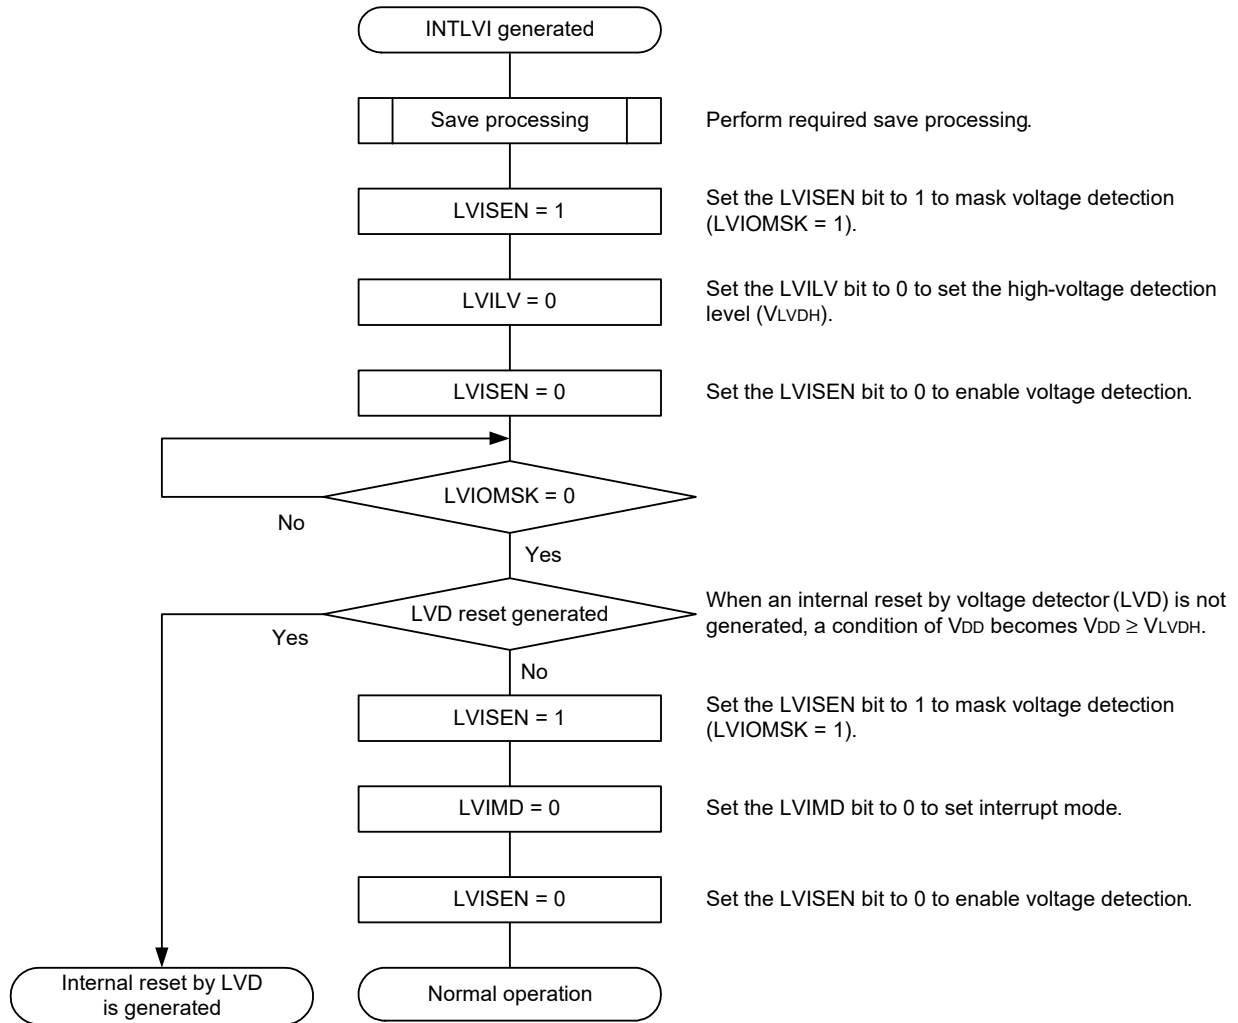 INTLVI generated
Save processing
Perform required save processing.
LVISEN = 1
Set the LVISEN bit to 1 to mask voltage detection
(LVIOMSK = 1).
LVILV = 0
Set the LVILV bit to 0 to set the high-voltage detection
level (VLVDH).
LVISEN = 0
Set the LVISEN bit to 0 to enable voltage detection.
LVIOMSK = 0
No
Yes
LVD reset generated
When an internal reset by voltage detector (LVD) is not
generated, a condition of VDD becomes VDD ≥ VLVDH.
Yes
No
LVISEN = 1
Set the LVISEN bit to 1 to mask voltage detection
(LVIOMSK = 1).
LVIMD = 0
Set the LVIMD bit to 0 to set interrupt mode.
LVISEN = 0
Set the LVISEN bit to 0 to enable voltage detection.
Internal reset by LVD
is generated
Normal operation